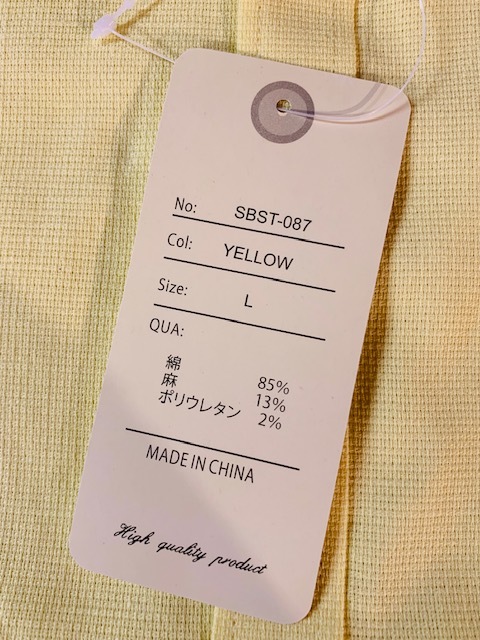 No: SBST-087
Col: YELLOW
Size: L
QUA:
綿 85%
麻 13%
ポリウレタン 2%
MADE IN CHINA
High quality product